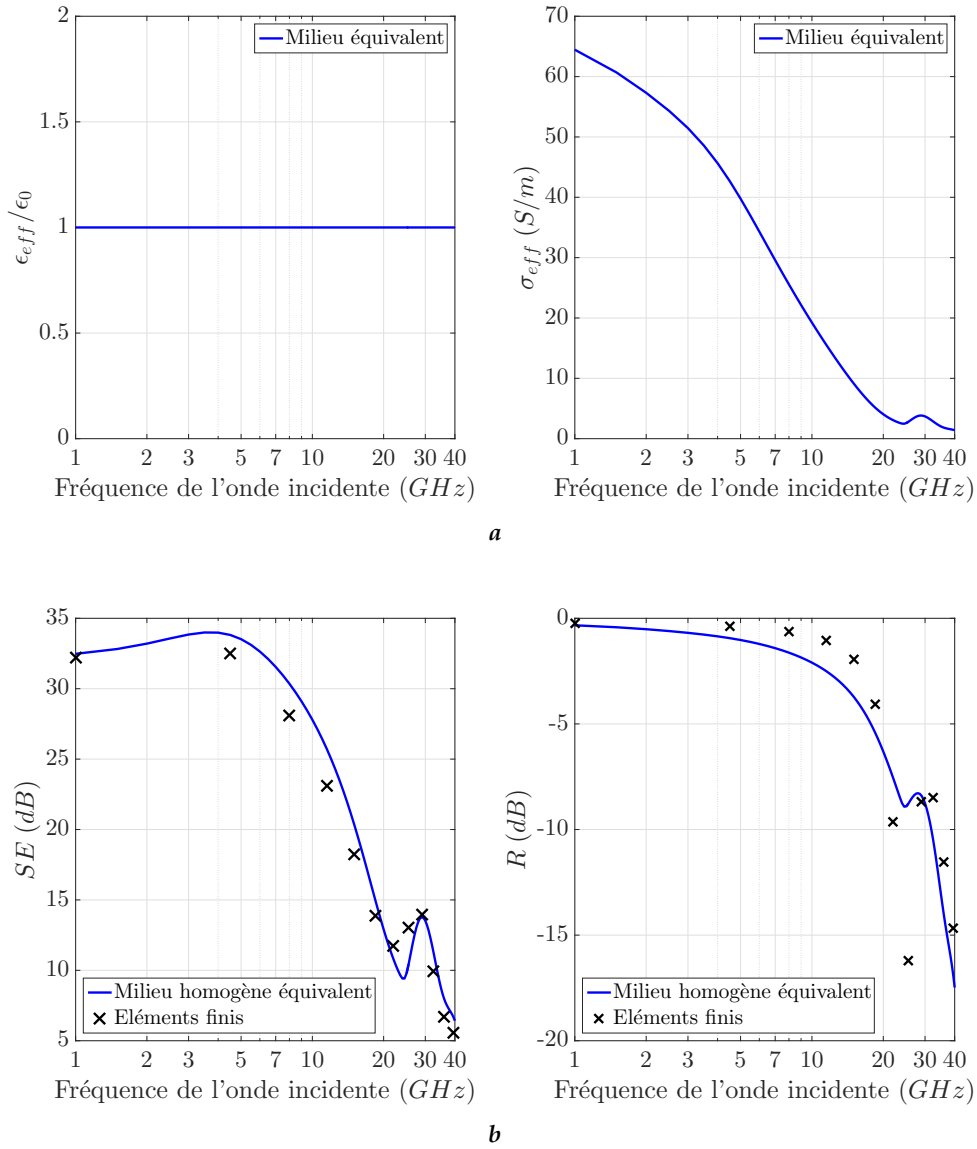 2
1.5
1
0.5
0
ϵ_eff/ϵ_0
Milieu équivalent
1 2 3 5 7 10 20 30 40
Fréquence de l'onde incidente (GHz)
70
60
50
40
30
20
10
0
σ_eff (S/m)
Milieu équivalent
1 2 3 5 7 10 20 30 40
Fréquence de l'onde incidente (GHz)
a
35
33
25
33
20
15
10
5
SE (dB)
Milieu homogène équivalent
Eléments finis
1 2 3 5 7 10 20 30 40
Fréquence de l'onde incidente (GHz)
0
-5
-10
-15
-20
R (dB)
Milieu homogène équivalent
Eléments finis
1 2 3 5 7 10 20 30 40
Fréquence de l'onde incidente (GHz)
b